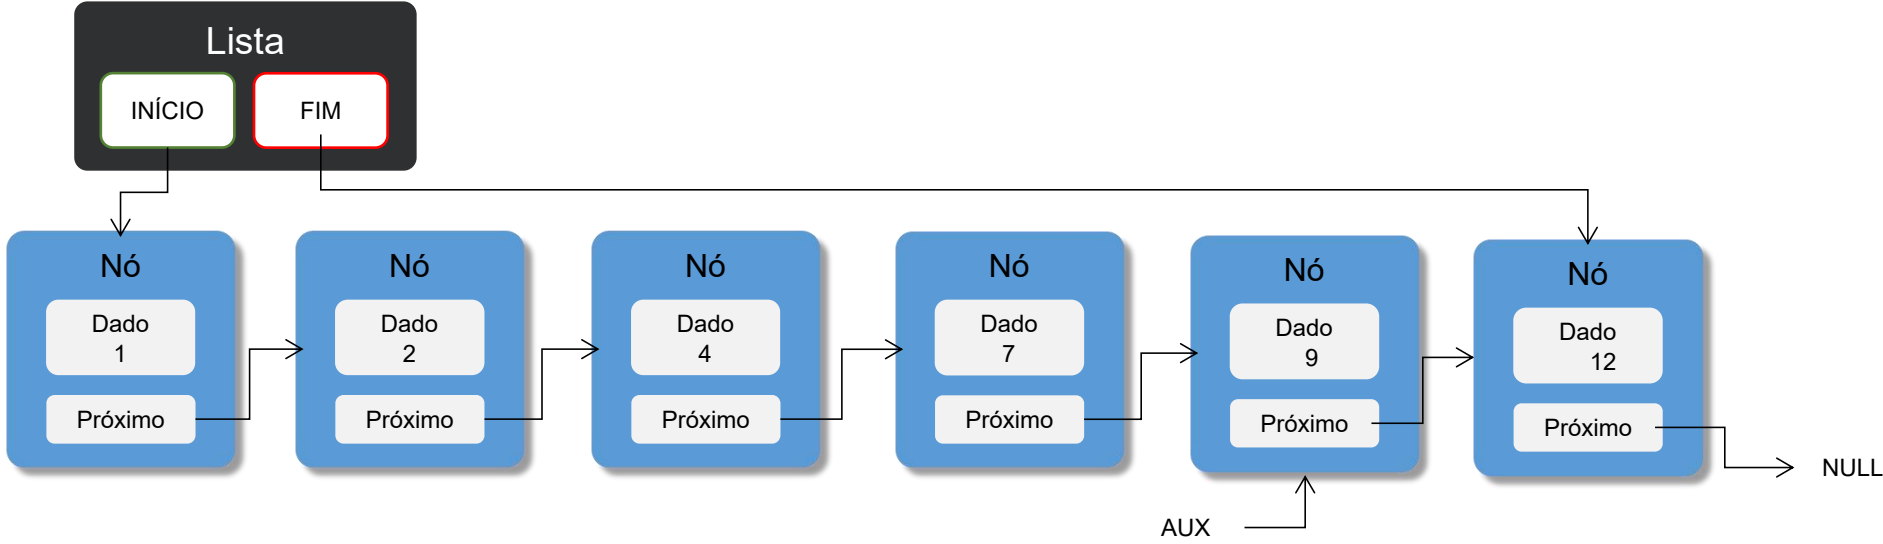 Lista
INÍCIO
FIM
Nó
Dado
1
Próximo
Nó
Dado
2
Próximo
Nó
Dado
4
Próximo
Nó
Dado
7
Próximo
Nó
Dado
9
Próximo
Nó
Dado
12
Próximo
NULL
AUX